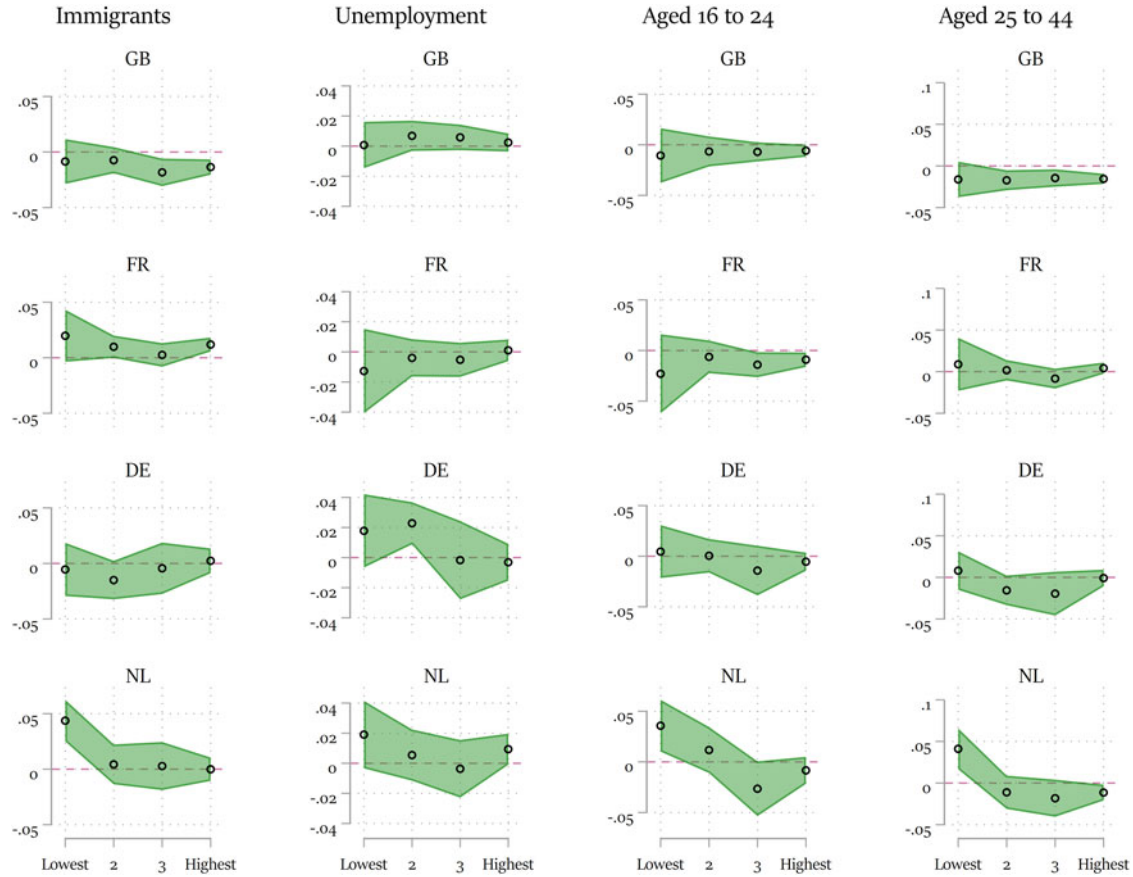 Immigrants Unemployment Aged 16 to 24 Aged 25 to 44
GB GB GB GB
.05 0 -.05
.04 .02 0 -.02 -.04
.05 0 -.05
.1 .05 0 -.05
FR FR FR FR
.05 0 -.05
.04 .02 0 -.02 -.04
.05 0 -.05
.1 .05 0 -.05
DE DE DE DE
.05 0 -.05
.04 .02 0 -.02 -.04
.05 0 -.05
.1 .05 0 -.05
NL NL NL NL
.05 0 -.05
.04 .02 0 -.02 -.04
.05 0 -.05
.1 .05 0 -.05
Lowest 2 3 Highest Lowest 2 3 Highest Lowest 2 3 Highest Lowest 2 3 Highest